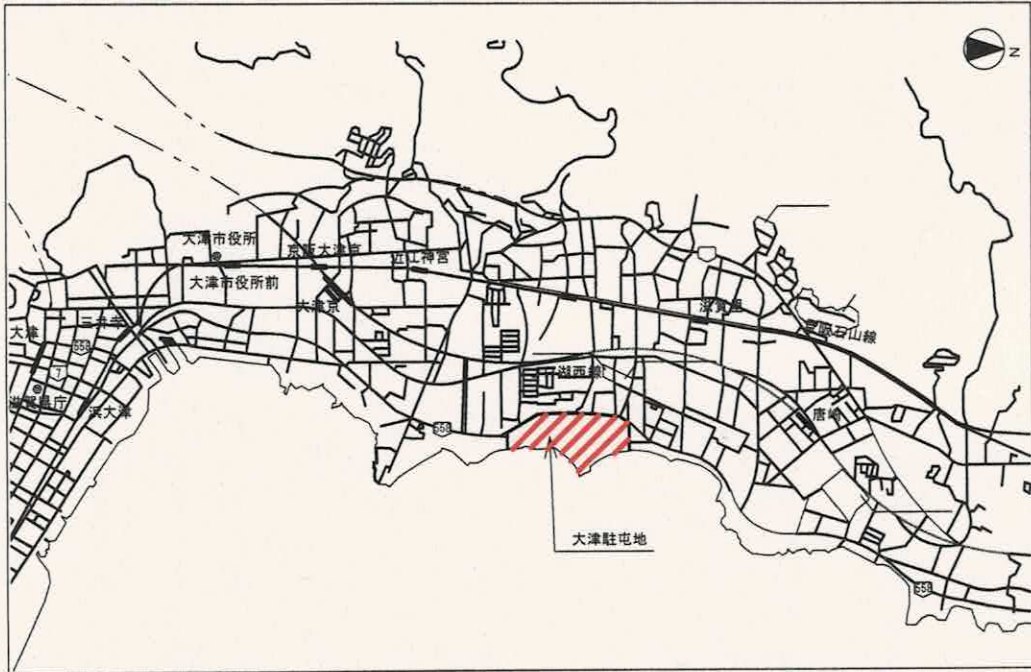 N
大津市役所
京阪大津京
近江神宮
大津市役所前
大津京
滋賀里
京阪石山線
大津
三井寺
558
7
湖西線
滋賀県庁
浜大津
558
唐崎
大津駐屯地
558